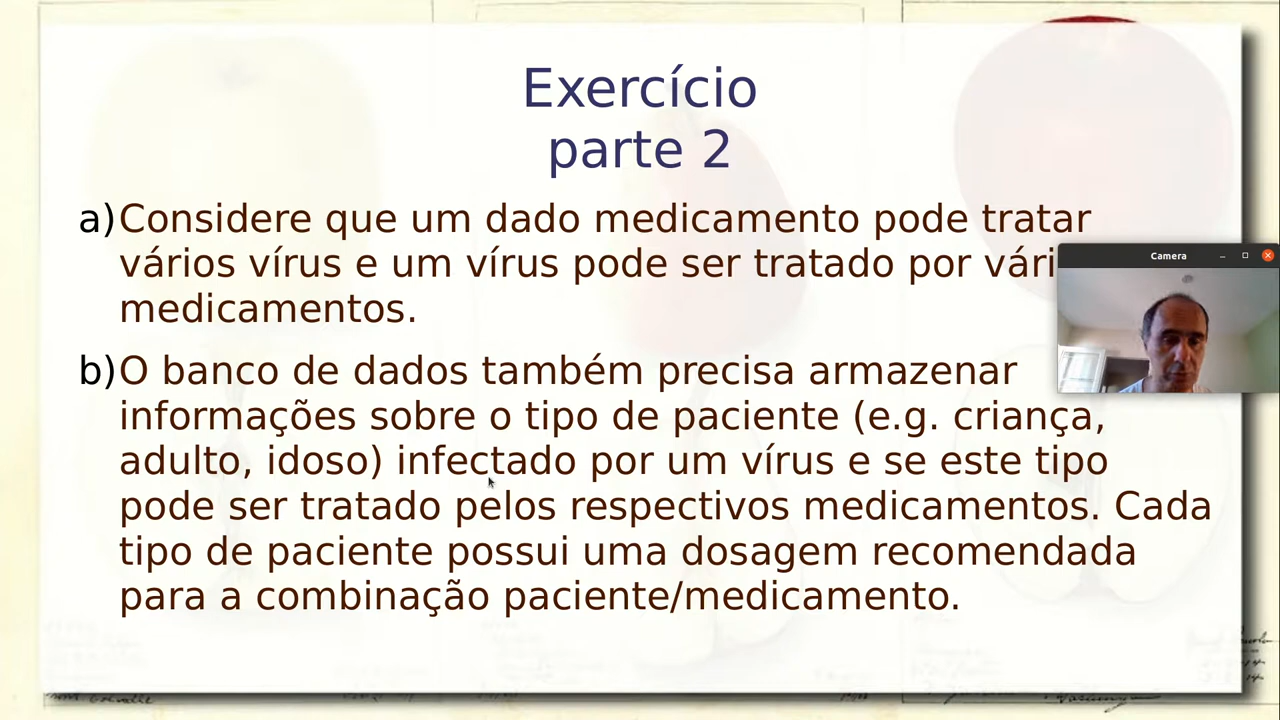 Exercício
parte 2
a) Considere que um dado medicamento pode tratar
vários vírus e um vírus pode ser tratado por vári
medicamentos.
Camera
b) O banco de dados também precisa armazenar
informações sobre o tipo de paciente (e.g. criança,
adulto, idoso) infectado por um vírus e se este tipo
pode ser tratado pelos respectivos medicamentos. Cada
tipo de paciente possui uma dosagem recomendada
para a combinação paciente/medicamento.